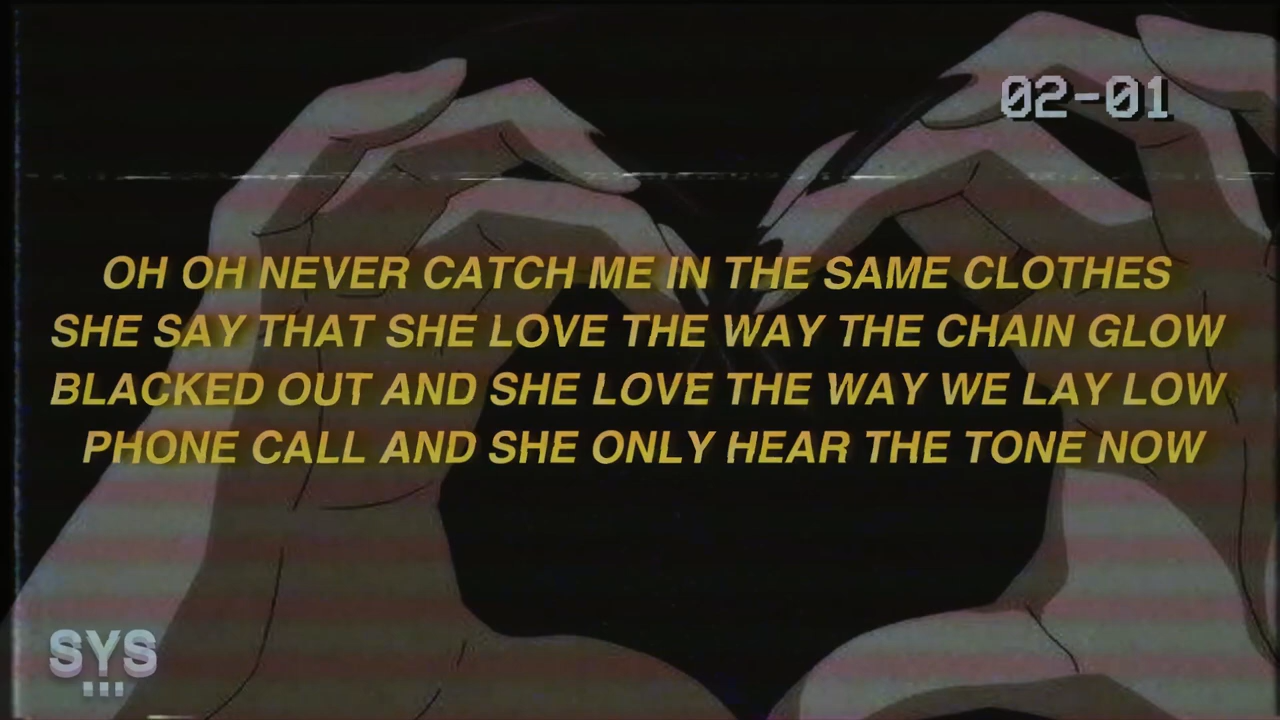 02-01
OH OH NEVER CATCH ME IN THE SAME CLOTHES
SHE SAY THAT SHE LOVE THE WAY THE CHAIN GLOW
BLACKED OUT AND SHE LOVE THE WAY WE LAY LOW
PHONE CALL AND SHE ONLY HEAR THE TONE NOW
SYS